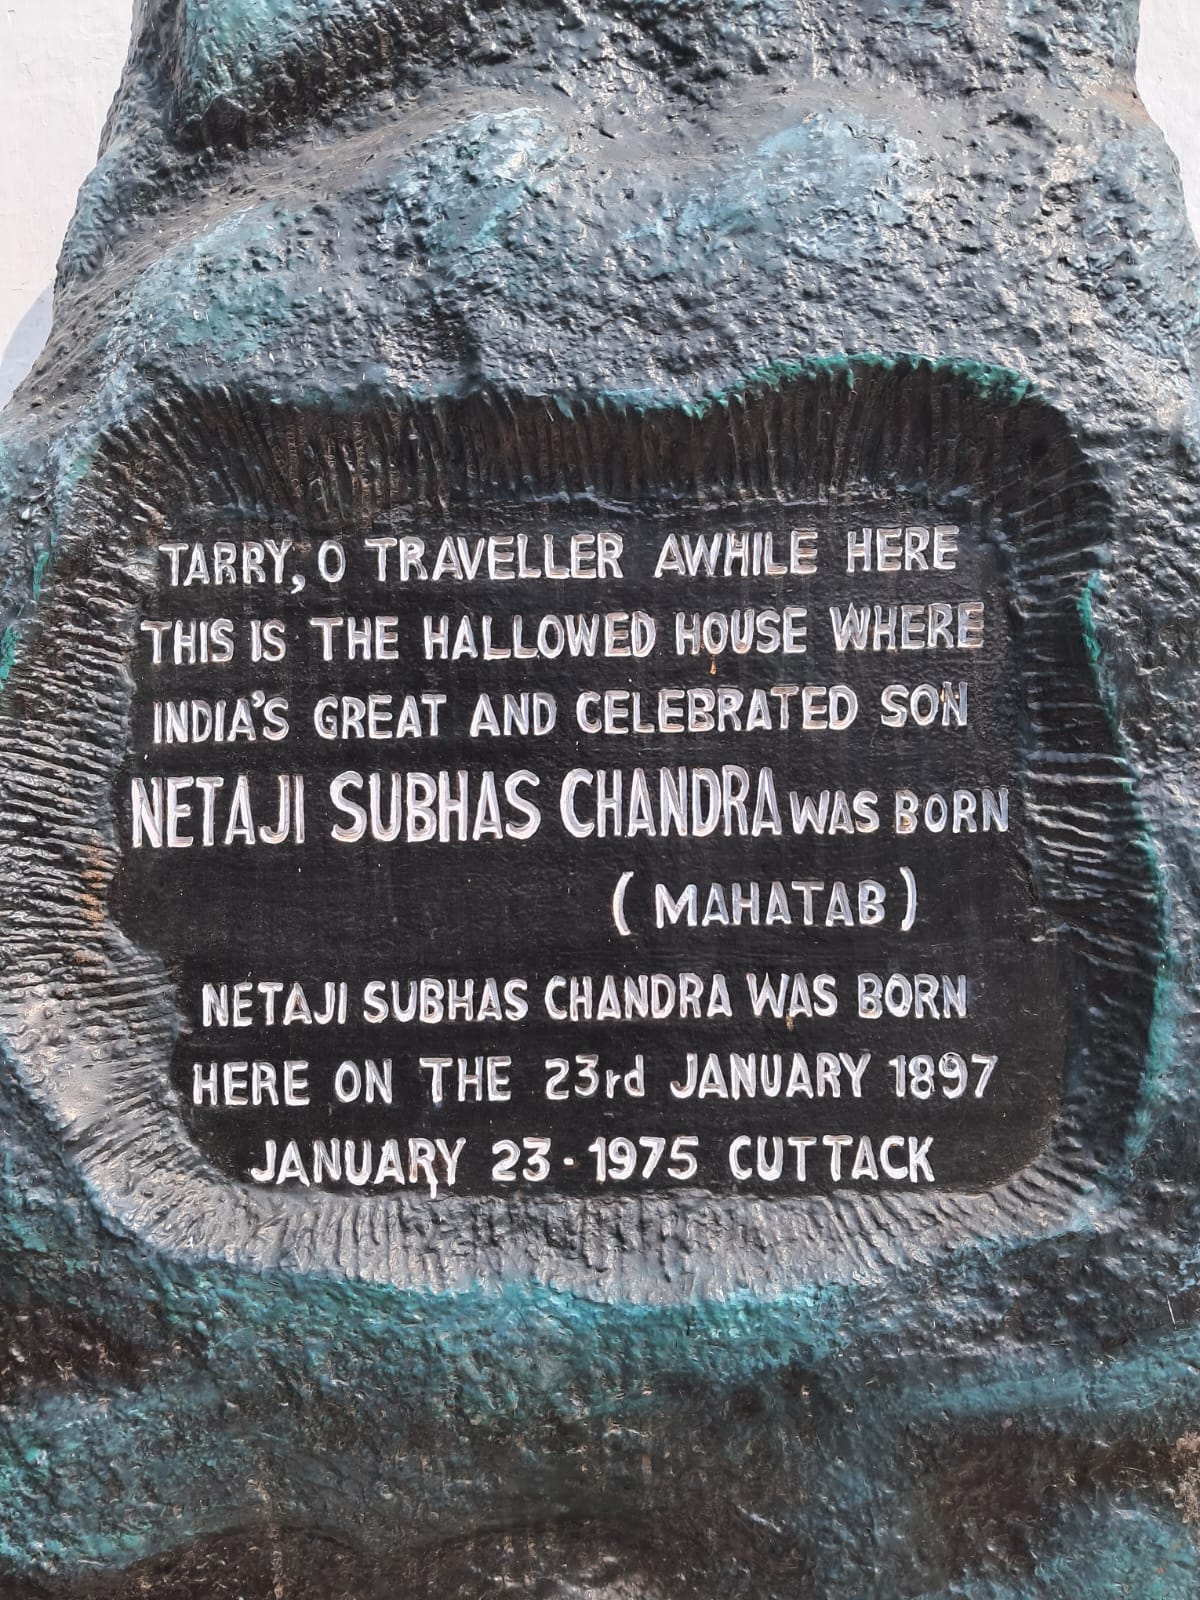 TARRY, O TRAVELLER AWHILE HERE
THIS IS THE HALLOWED HOUSE WHERE
INDIA'S GREAT AND CELEBRATED SON
NETAJI SUBHAS CHANDRA WAS BORN
(MAHATAB)
NETAJI SUBHAS CHANDRA WAS BORN
HERE ON THE 23rd JANUARY 1897
JANUARY 23 - 1975 CUTTACK